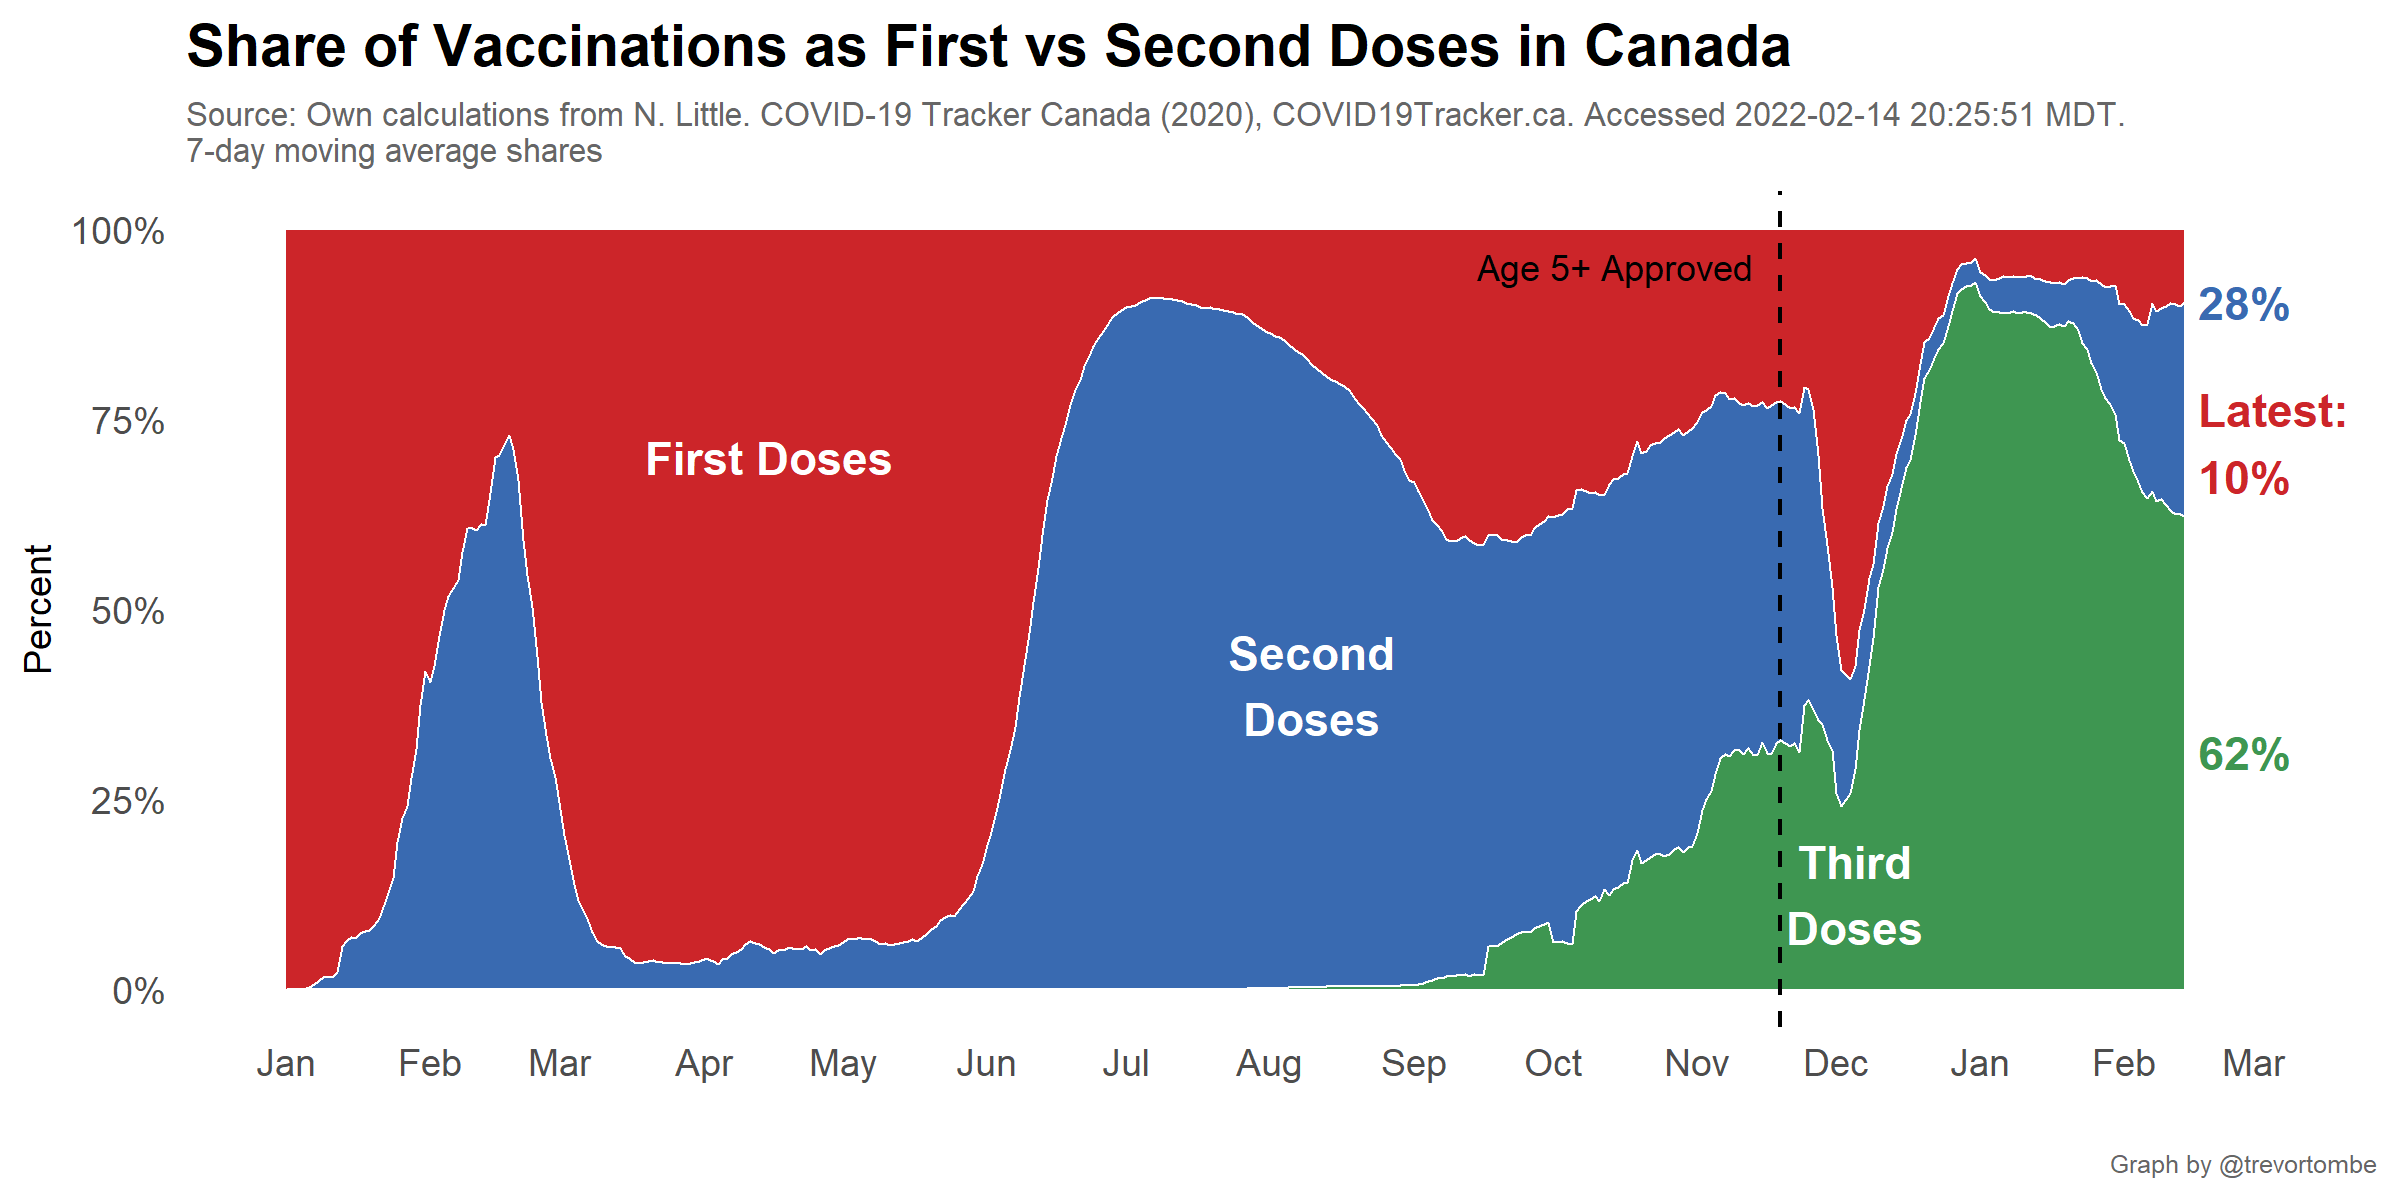 Share of Vaccinations as First vs Second Doses in Canada
Source: Own calculations from N. Little. COVID-19 Tracker Canada (2020), COVID19Tracker.ca. Accessed 2022-02-14 20:25:51 MDT.
7-day moving average shares
Percent
100%
75%
50%
25%
0%
Age 5+ Approved
First Doses
Second
Doses
Third
Doses
28%
Latest:
10%
62%
Jan Feb Mar Apr May Jun Jul Aug Sep Oct Nov Dec Jan Feb Mar
Graph by @trevortombe